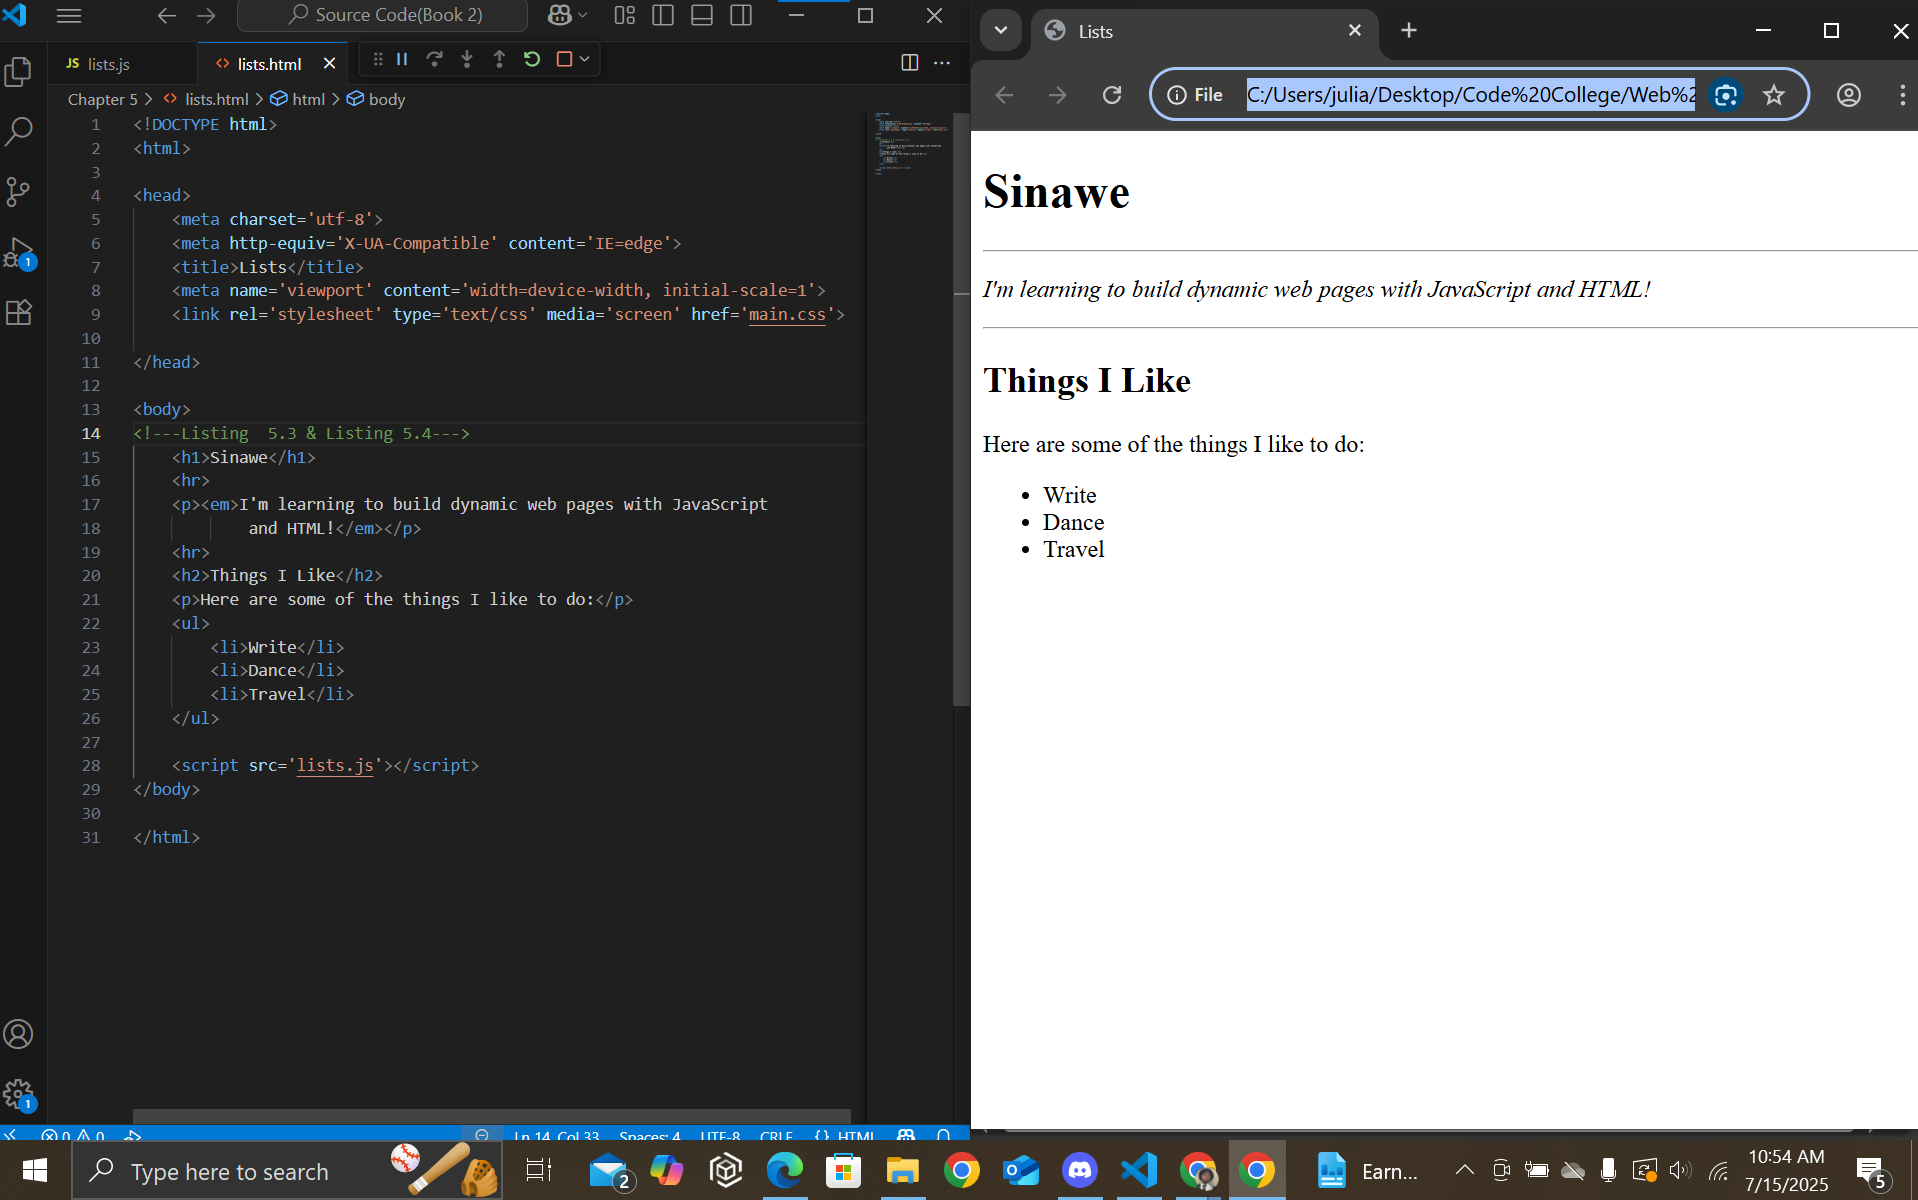 Source Code(Book 2)
JS lists.js
<> lists.html
Chapter 5 > <> lists.html > html > body
1 <!DOCTYPE html>
2 <html>
3
4 <head>
5 <meta charset='utf-8'>
6 <meta http-equiv='X-UA-Compatible' content='IE=edge'>
7 <title>Lists</title>
8 <meta name='viewport' content='width=device-width, initial-scale=1'>
9 <link rel='stylesheet' type='text/css' media='screen' href='main.css'>
10
11 </head>
12
13 <body>
14 <!---Listing  5.3 & Listing 5.4--->
15 <h1>Sinawe</h1>
16 <hr>
17 <p><em>I'm learning to build dynamic web pages with JavaScript
18 and HTML!</em></p>
19 <hr>
20 <h2>Things I Like</h2>
21 <p>Here are some of the things I like to do:</p>
22 <ul>
23 <li>Write</li>
24 <li>Dance</li>
25 <li>Travel</li>
26 </ul>
27
28 <script src='lists.js'></script>
29 </body>
30
31 </html>
1
1
0 0 Ln 14, Col 33 Spaces: 4 UTF-8 CRLF {} HTML
Lists
File C:/Users/julia/Desktop/Code%20College/Web%2
Sinawe
I'm learning to build dynamic web pages with JavaScript and HTML!
Things I Like
Here are some of the things I like to do:
• Write
• Dance
• Travel
Type here to search
2
Earn...
10:54 AM
7/15/2025
5